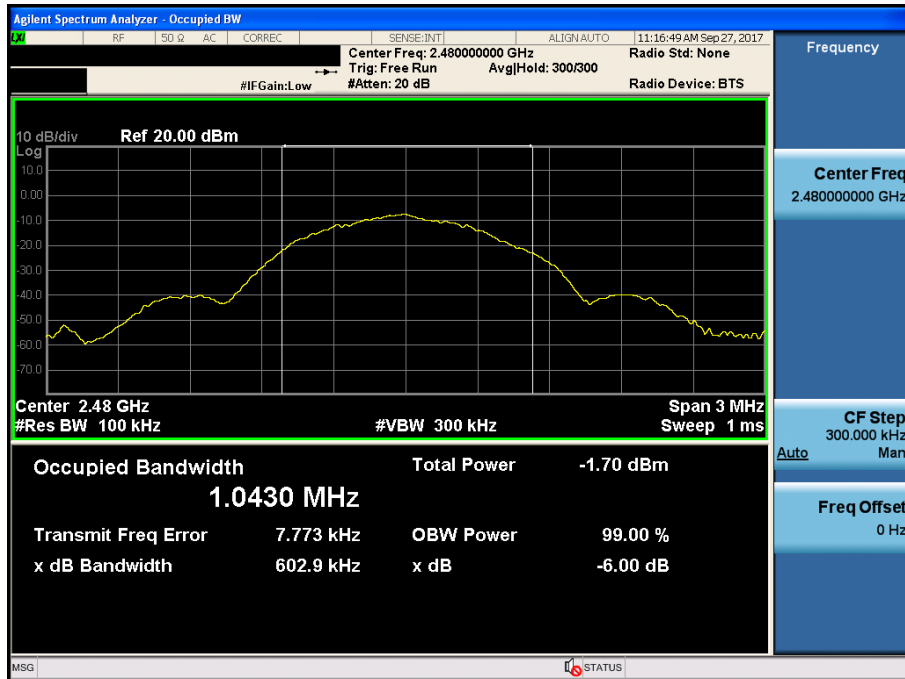 Agilent Spectrum Analyzer - Occupied BW
LXI RF 50 Ω AC CORREC SENSE:INT ALIGN AUTO 11:16:49 AM Sep 27, 2017
Center Freq: 2.480000000 GHz Radio Std: None
Trig: Free Run Avg|Hold: 300/300
#IFGain:Low #Atten: 20 dB Radio Device: BTS
Frequency
10 dB/div Ref 20.00 dBm
Log
10.0
0.00
-10.0
-20.0
-30.0
-40.0
-50.0
-60.0
-70.0
Center 2.48 GHz Span 3 MHz
#Res BW 100 kHz #VBW 300 kHz Sweep 1 ms
Occupied Bandwidth Total Power -1.70 dBm
1.0430 MHz
Transmit Freq Error 7.773 kHz OBW Power 99.00 %
x dB Bandwidth 602.9 kHz x dB -6.00 dB
Center Freq
2.480000000 GHz
CF Step
300.000 kHz
Auto Man
Freq Offset
0 Hz
MSG STATUS